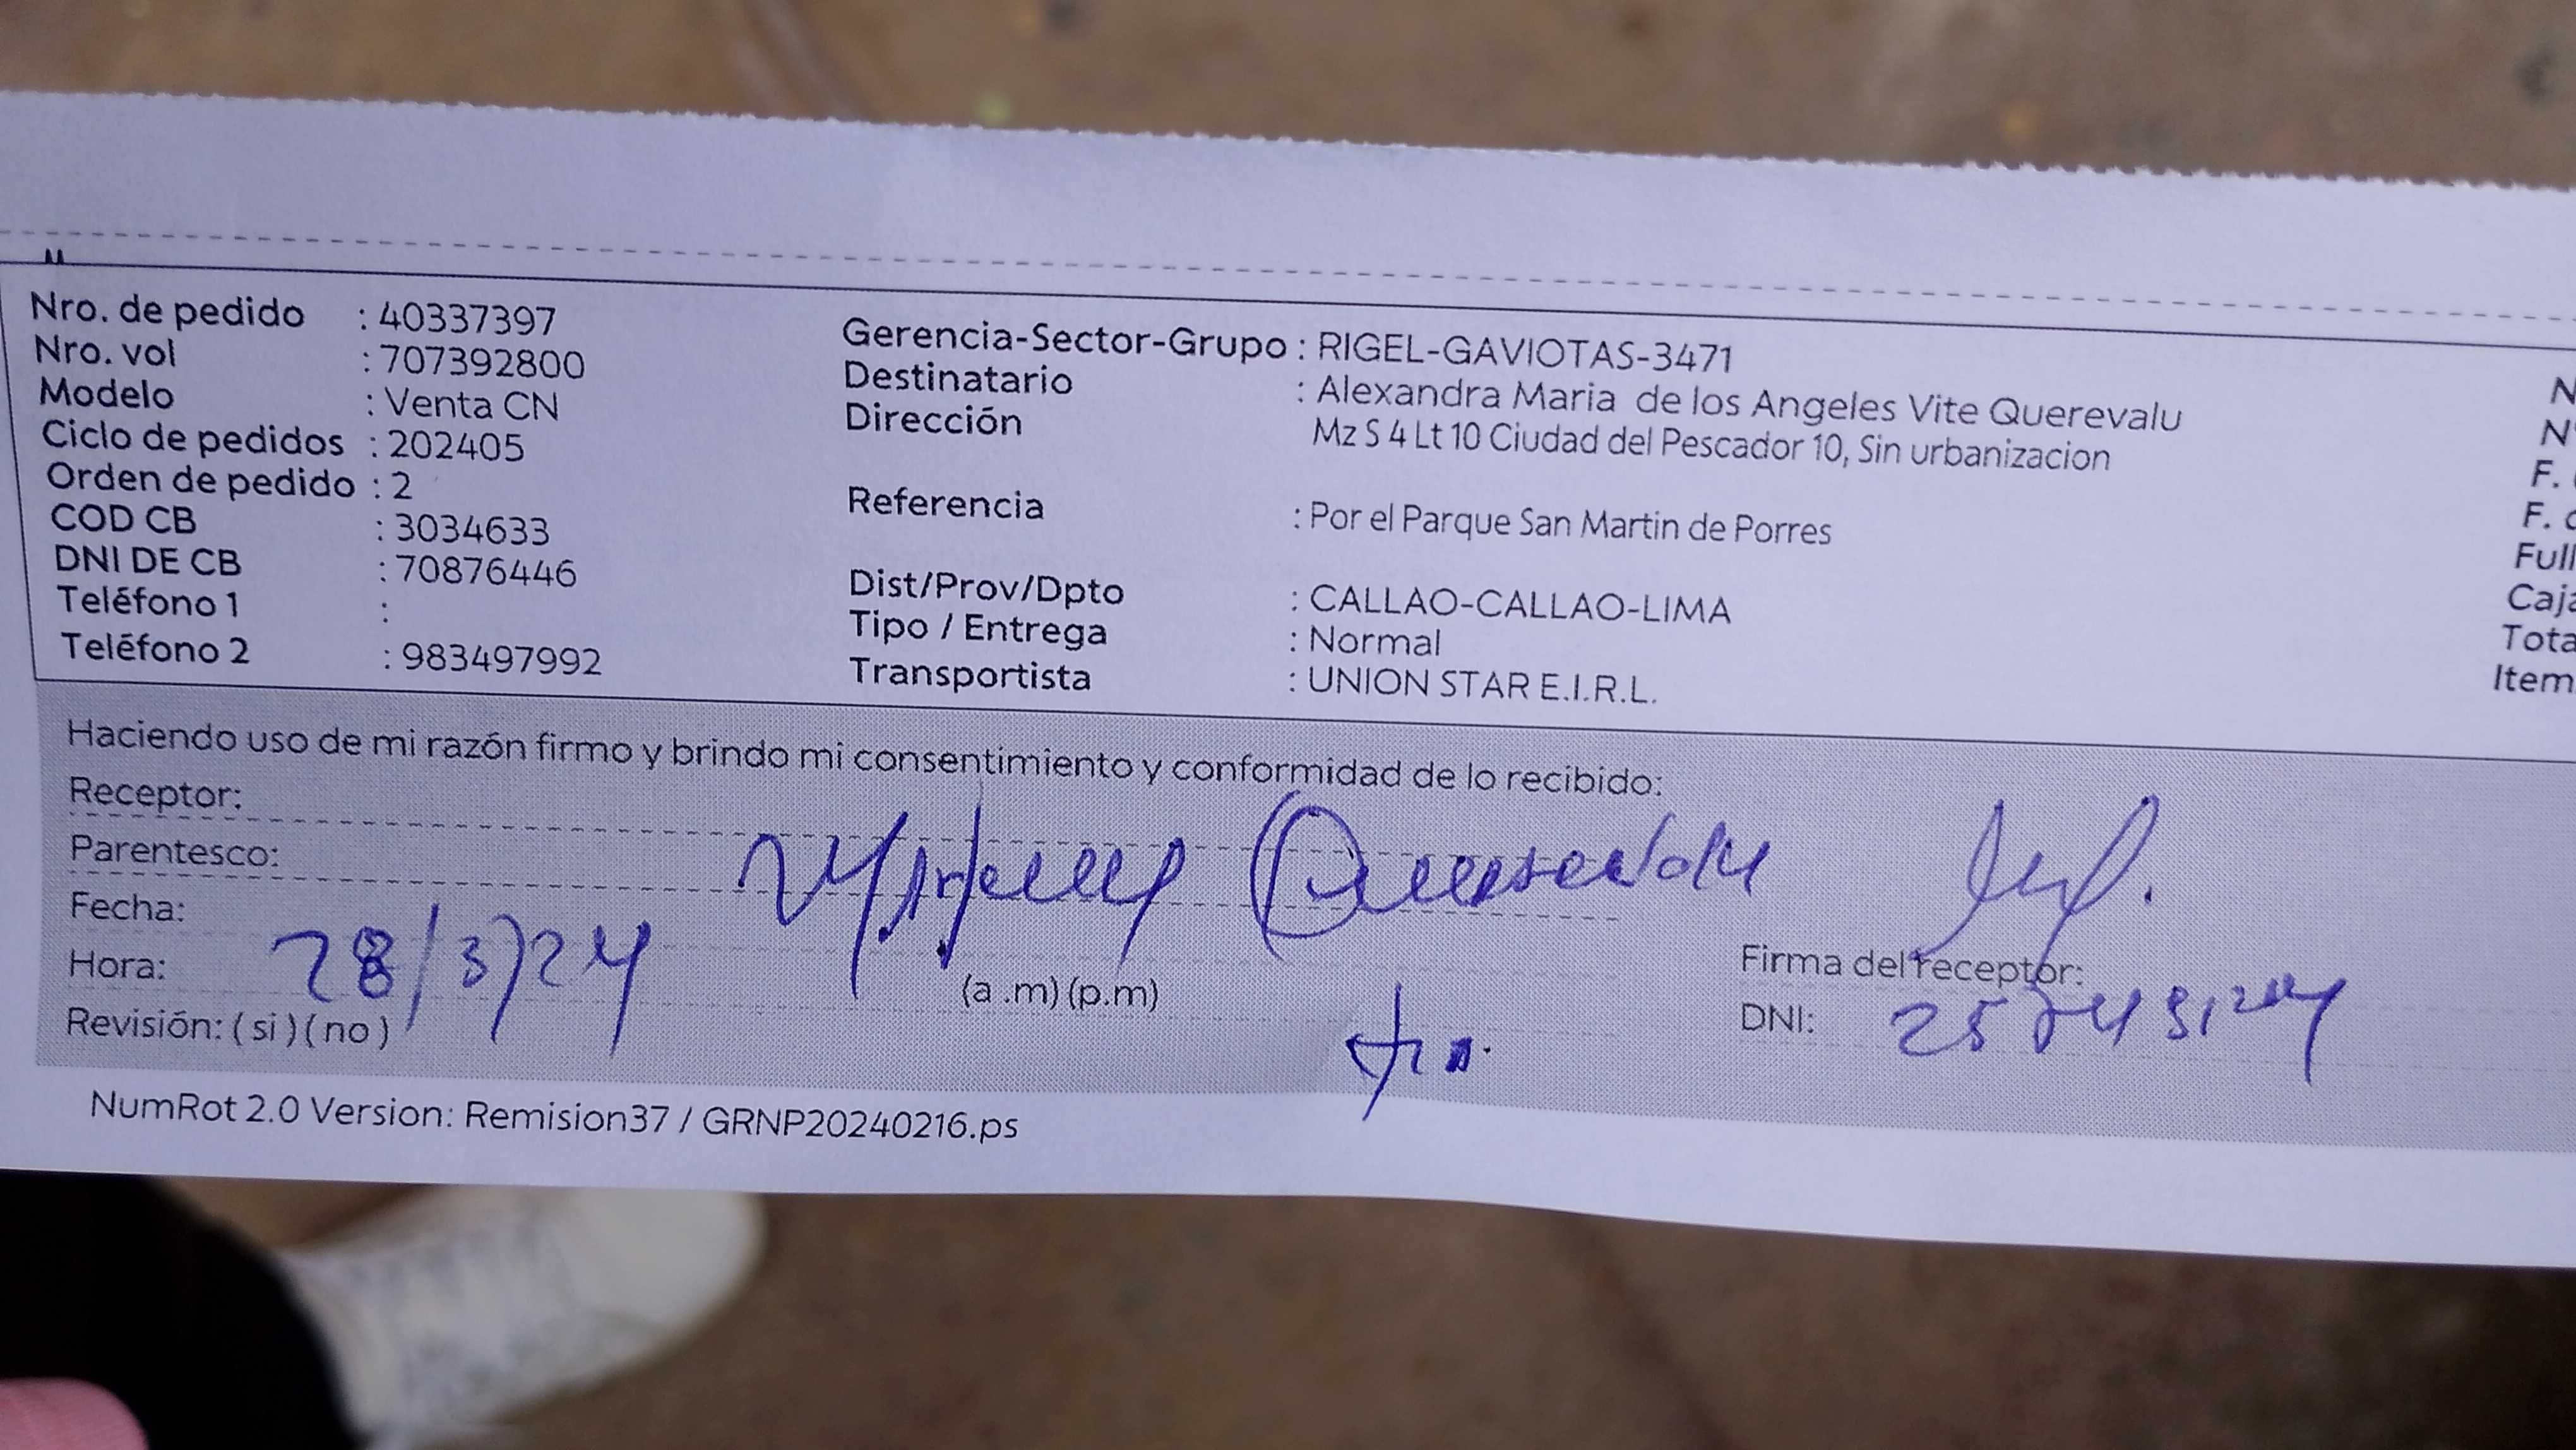 Nro. de pedido : 40337397
Nro. vol : 707392800
Modelo : Venta CN
Ciclo de pedidos : 202405
Orden de pedido : 2
COD CB : 3034633
DNI DE CB : 70876446
Teléfono 1 :
Teléfono 2 : 983497992
Gerencia-Sector-Grupo : RIGEL-GAVIOTAS-3471
Destinatario : Alexandra Maria de los Angeles Vite Querevalu
Dirección Mz S 4 Lt 10 Ciudad del Pescador 10, Sin urbanizacion
Referencia : Por el Parque San Martin de Porres
Dist/Prov/Dpto : CALLAO-CALLAO-LIMA
Tipo / Entrega : Normal
Transportista : UNION STAR E.I.R.L.
N
N°
F.
F.
Full
Caja
Tota
Item
Haciendo uso de mi razón firmo y brindo mi consentimiento y conformidad de lo recibido:
Receptor:
Parentesco:
Fecha: 28/3/24
Hora: (a .m) (p.m)
Revisión: ( si ) ( no )
Firma del receptor:
DNI:
NumRot 2.0 Version: Remision37 / GRNP20240216.ps